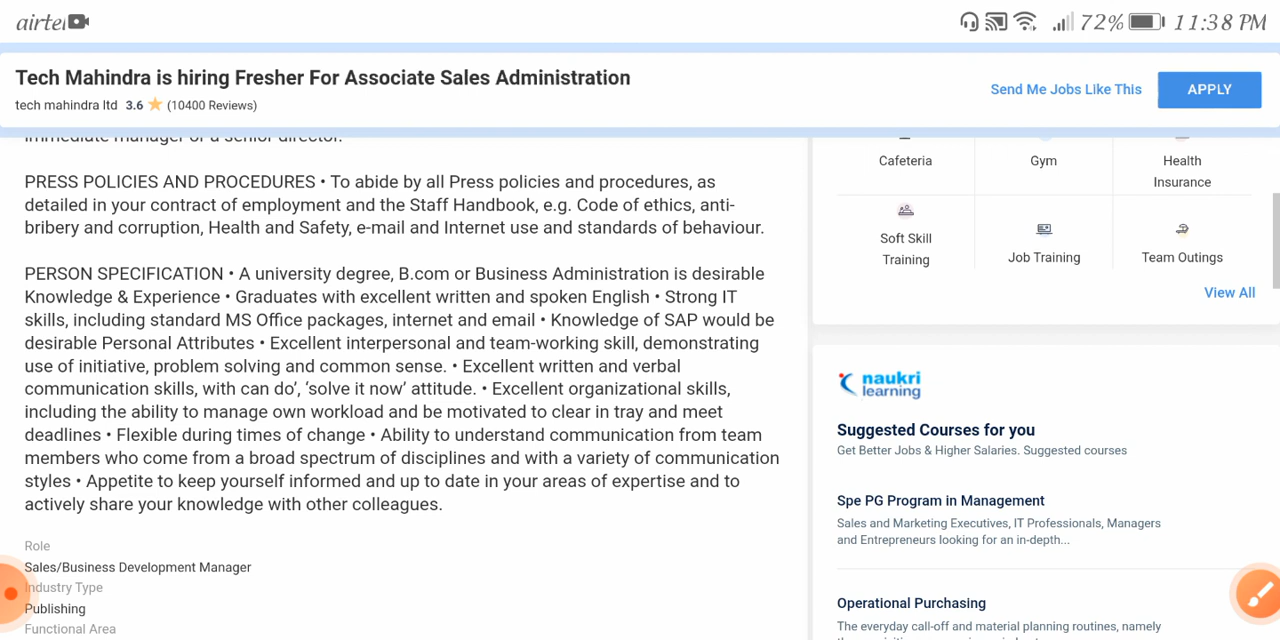 airtel
72% 11:38 PM
Tech Mahindra is hiring Fresher For Associate Sales Administration
tech mahindra ltd 3.6 (10400 Reviews)
Send Me Jobs Like This
APPLY
immediate manager or a senior director.
PRESS POLICIES AND PROCEDURES • To abide by all Press policies and procedures, as
detailed in your contract of employment and the Staff Handbook, e.g. Code of ethics, anti-
bribery and corruption, Health and Safety, e-mail and Internet use and standards of behaviour.
PERSON SPECIFICATION • A university degree, B.com or Business Administration is desirable
Knowledge & Experience • Graduates with excellent written and spoken English • Strong IT
skills, including standard MS Office packages, internet and email • Knowledge of SAP would be
desirable Personal Attributes • Excellent interpersonal and team-working skill, demonstrating
use of initiative, problem solving and common sense. • Excellent written and verbal
communication skills, with can do’, ‘solve it now’ attitude. • Excellent organizational skills,
including the ability to manage own workload and be motivated to clear in tray and meet
deadlines • Flexible during times of change • Ability to understand communication from team
members who come from a broad spectrum of disciplines and with a variety of communication
styles • Appetite to keep yourself informed and up to date in your areas of expertise and to
actively share your knowledge with other colleagues.
Role
Sales/Business Development Manager
Industry Type
Publishing
Functional Area
Cafeteria
Gym
Health
Insurance
Soft Skill
Training
Job Training
Team Outings
View All
naukri
learning
Suggested Courses for you
Get Better Jobs & Higher Salaries. Suggested courses
Spe PG Program in Management
Sales and Marketing Executives, IT Professionals, Managers
and Entrepreneurs looking for an in-depth...
Operational Purchasing
The everyday call-off and material planning routines, namely